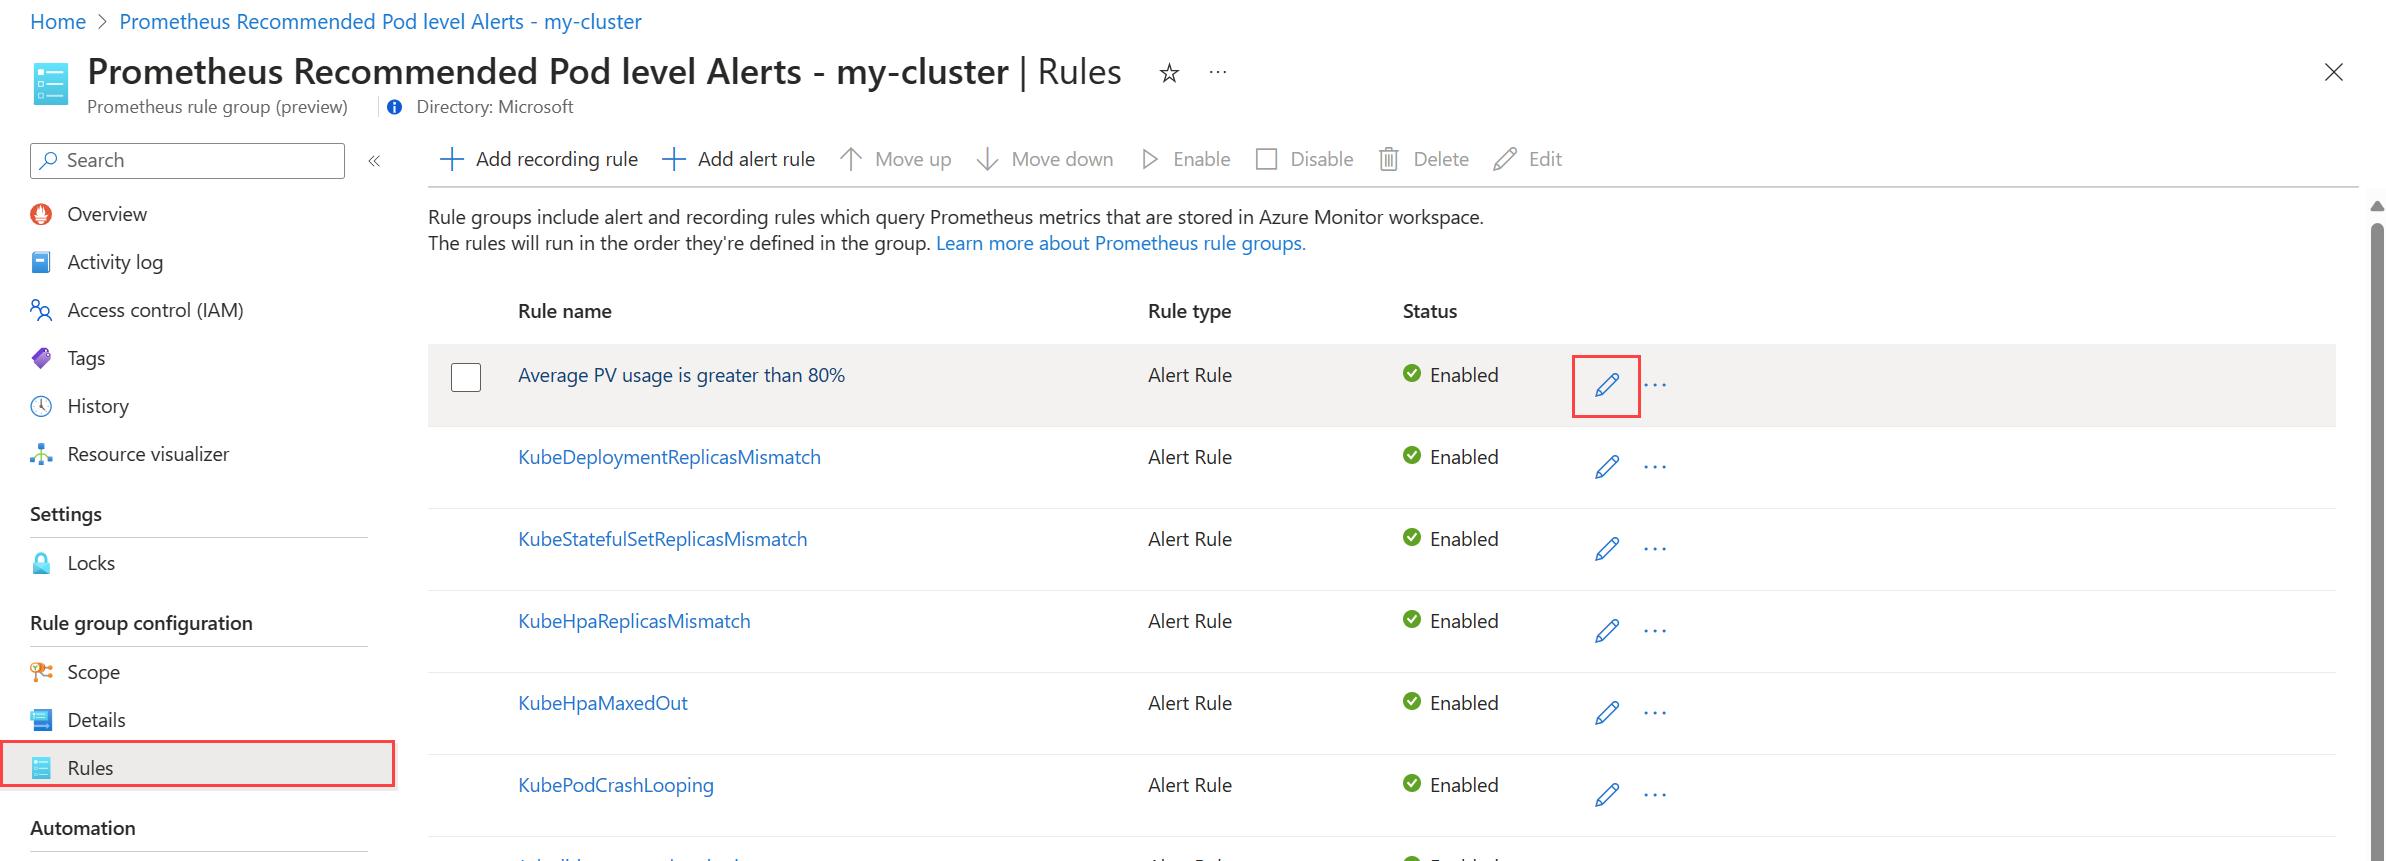 Home > Prometheus Recommended Pod level Alerts - my-cluster
Prometheus Recommended Pod level Alerts - my-cluster | Rules
Prometheus rule group (preview) Directory: Microsoft
Search
Overview
Activity log
Access control (IAM)
Tags
History
Resource visualizer
Settings
Locks
Rule group configuration
Scope
Details
Rules
Automation
Add recording rule Add alert rule Move up Move down Enable Disable Delete Edit
Rule groups include alert and recording rules which query Prometheus metrics that are stored in Azure Monitor workspace.
The rules will run in the order they're defined in the group. Learn more about Prometheus rule groups.
Rule name Rule type Status
Average PV usage is greater than 80% Alert Rule Enabled
KubeDeploymentReplicasMismatch Alert Rule Enabled
KubeStatefulSetReplicasMismatch Alert Rule Enabled
KubeHpaReplicasMismatch Alert Rule Enabled
KubeHpaMaxedOut Alert Rule Enabled
KubePodCrashLooping Alert Rule Enabled